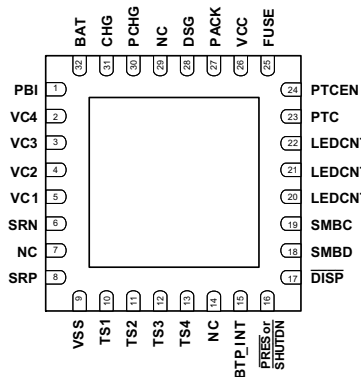 BAT
CHG
PCHG
NC
DSG
PACK
VCC
FUSE
32
31
30
29
28
27
26
25
PBI 1
VC4 2
VC3 3
VC2 4
VC1 5
SRN 6
NC 7
SRP 8
24 PTCEN
23 PTC
22 LEDCNT
21 LEDCNT
20 LEDCNT
19 SMBC
18 SMBD
17 DISP
9
10
11
12
13
14
15
16
VSS
TS1
TS2
TS3
TS4
NC
BTP_INT
PRES or
SHUTDN